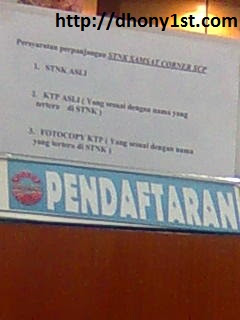 http://dhony1st.com
Persyaratan perpanjangan STNK SAMSAT CORNER SCP
1. STNK ASLI
2. KTP ASLI ( Yang sesuai dengan nama yang
tertera di STNK )
3. FOTOCOPY KTP ( Yang sesuai dengan nama
yang tertera di STNK )
PENDAFTARAN